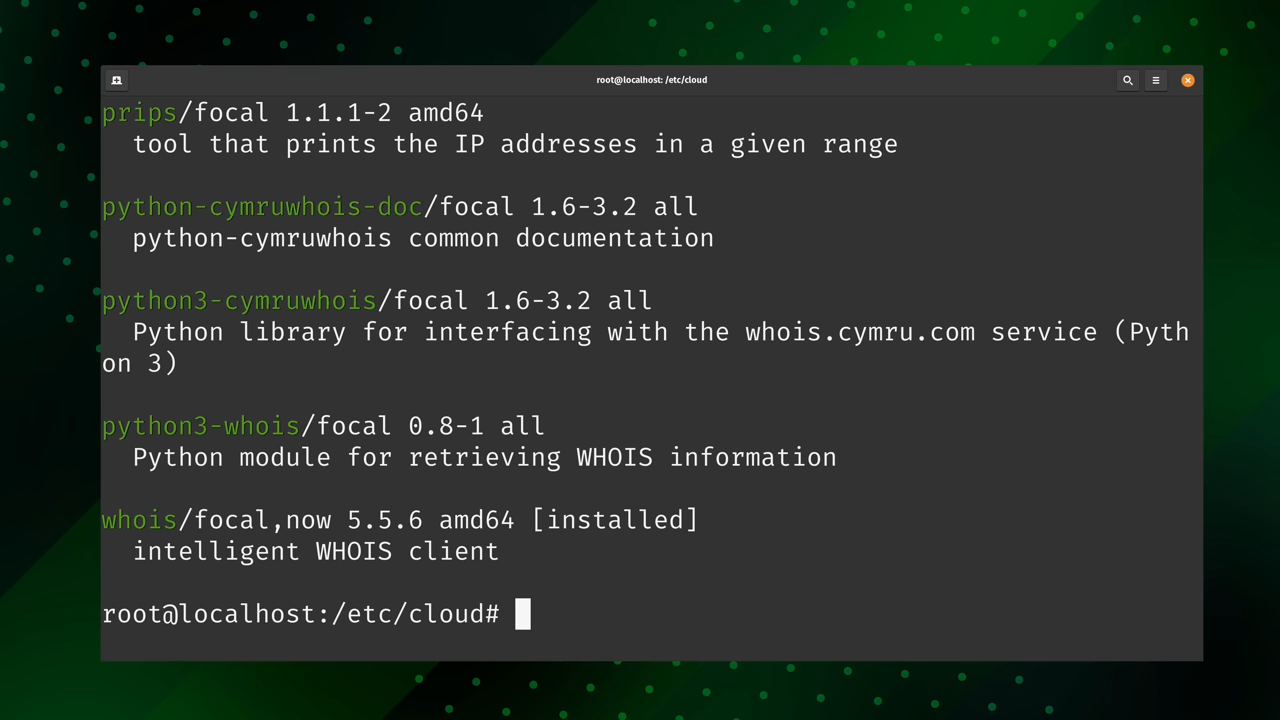 root@localhost: /etc/cloud
prips/focal 1.1.1-2 amd64
  tool that prints the IP addresses in a given range
python-cymruwhois-doc/focal 1.6-3.2 all
  python-cymruwhois common documentation
python3-cymruwhois/focal 1.6-3.2 all
  Python library for interfacing with the whois.cymru.com service (Pyth
on 3)
python3-whois/focal 0.8-1 all
  Python module for retrieving WHOIS information
whois/focal,now 5.5.6 amd64 [installed]
  intelligent WHOIS client
root@localhost:/etc/cloud#